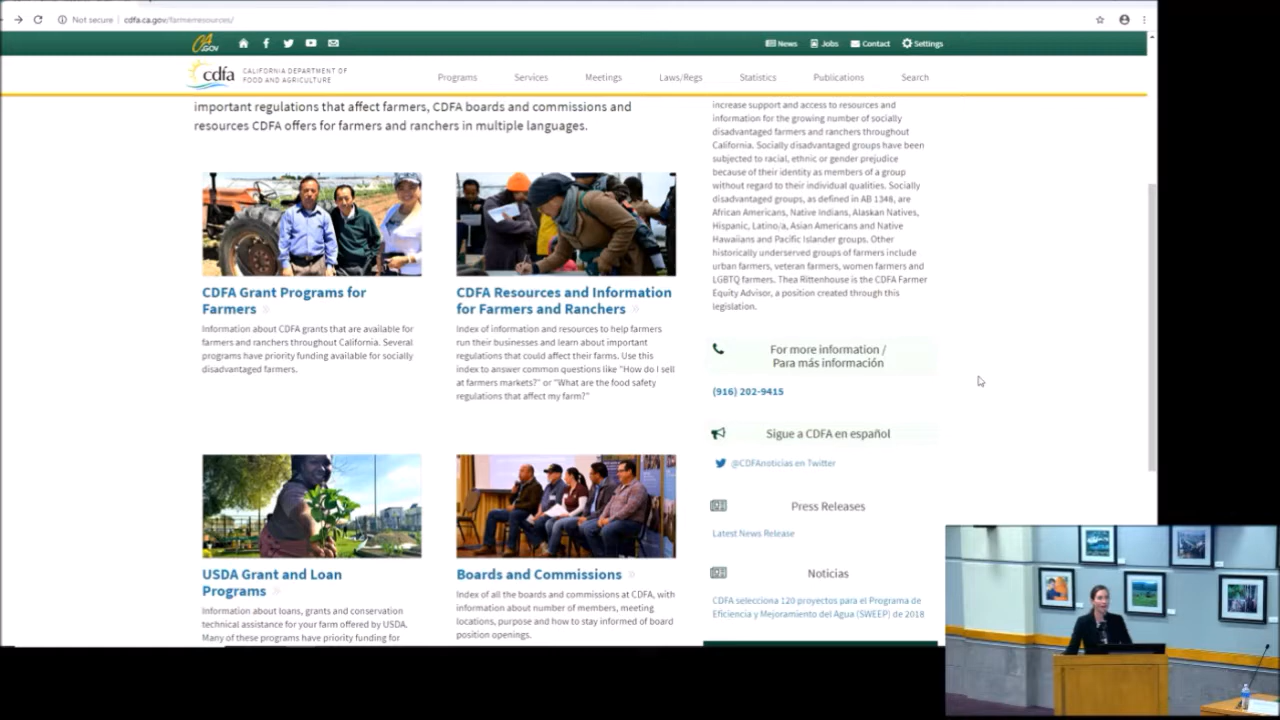 Not secure | cdfa.ca.gov/farmerresources/
CA.GOV
News Jobs Contact Settings
cdfa CALIFORNIA DEPARTMENT OF
FOOD AND AGRICULTURE
Programs Services Meetings Laws/Regs Statistics Publications Search
important regulations that affect farmers, CDFA boards and commissions and
resources CDFA offers for farmers and ranchers in multiple languages.
CDFA Grant Programs for
Farmers »
Information about CDFA grants that are available for
farmers and ranchers throughout California. Several
programs have priority funding available for socially
disadvantaged farmers.
CDFA Resources and Information
for Farmers and Ranchers »
Index of information and resources to help farmers
run their businesses and learn about important
regulations that could affect their farms. Use this
index to answer common questions like "How do I sell
at farmers markets?" or "What are the food safety
regulations that affect my farm?"
USDA Grant and Loan
Programs »
Information about loans, grants and conservation
technical assistance for your farm offered by USDA.
Many of these programs have priority funding for
Boards and Commissions »
Index of all the boards and commissions at CDFA, with
information about number of members, meeting
locations, purpose and how to stay informed of board
position openings.
increase support and access to resources and
information for the growing number of socially
disadvantaged farmers and ranchers throughout
California. Socially disadvantaged groups have been
subjected to racial, ethnic or gender prejudice
because of their identity as members of a group
without regard to their individual qualities. Socially
disadvantaged groups, as defined in AB 1348, are
African Americans, Native Indians, Alaskan Natives,
Hispanic, Latino/a, Asian Americans and Native
Hawaiians and Pacific Islander groups. Other
historically underserved groups of farmers include
urban farmers, veteran farmers, women farmers and
LGBTQ farmers. Thea Rittenhouse is the CDFA Farmer
Equity Advisor, a position created through this
legislation.
For more information /
Para más información
(916) 202-9415
Sigue a CDFA en español
@CDFAnoticias en Twitter
Press Releases
Latest News Release
Noticias
CDFA selecciona 120 proyectos para el Programa de
Eficiencia y Mejoramiento del Agua (SWEEP) de 2018